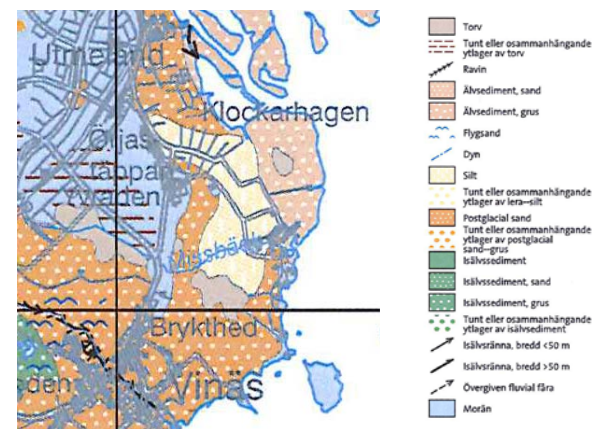 Utmeland
Klockarhagen
Öljas
täppan
Missbäck
Brykthed
Vinäs
den
Torv
Tunt eller osammanhängande
ytlager av torv
Ravin
Älvsediment, sand
Älvsediment, grus
Flygsand
Dyn
Silt
Tunt eller osammanhängande
ytlager av lera–silt
Postglacial sand
Tunt eller osammanhängande
ytlager av postglacial
sand–grus
Isälvssediment
Isälvssediment, sand
Isälvssediment, grus
Tunt eller osammanhängande
ytlager av isälvsediment
Isälvsränna, bredd <50 m
Isälvsränna, bredd >50 m
Övergiven fluvial fåra
Morän